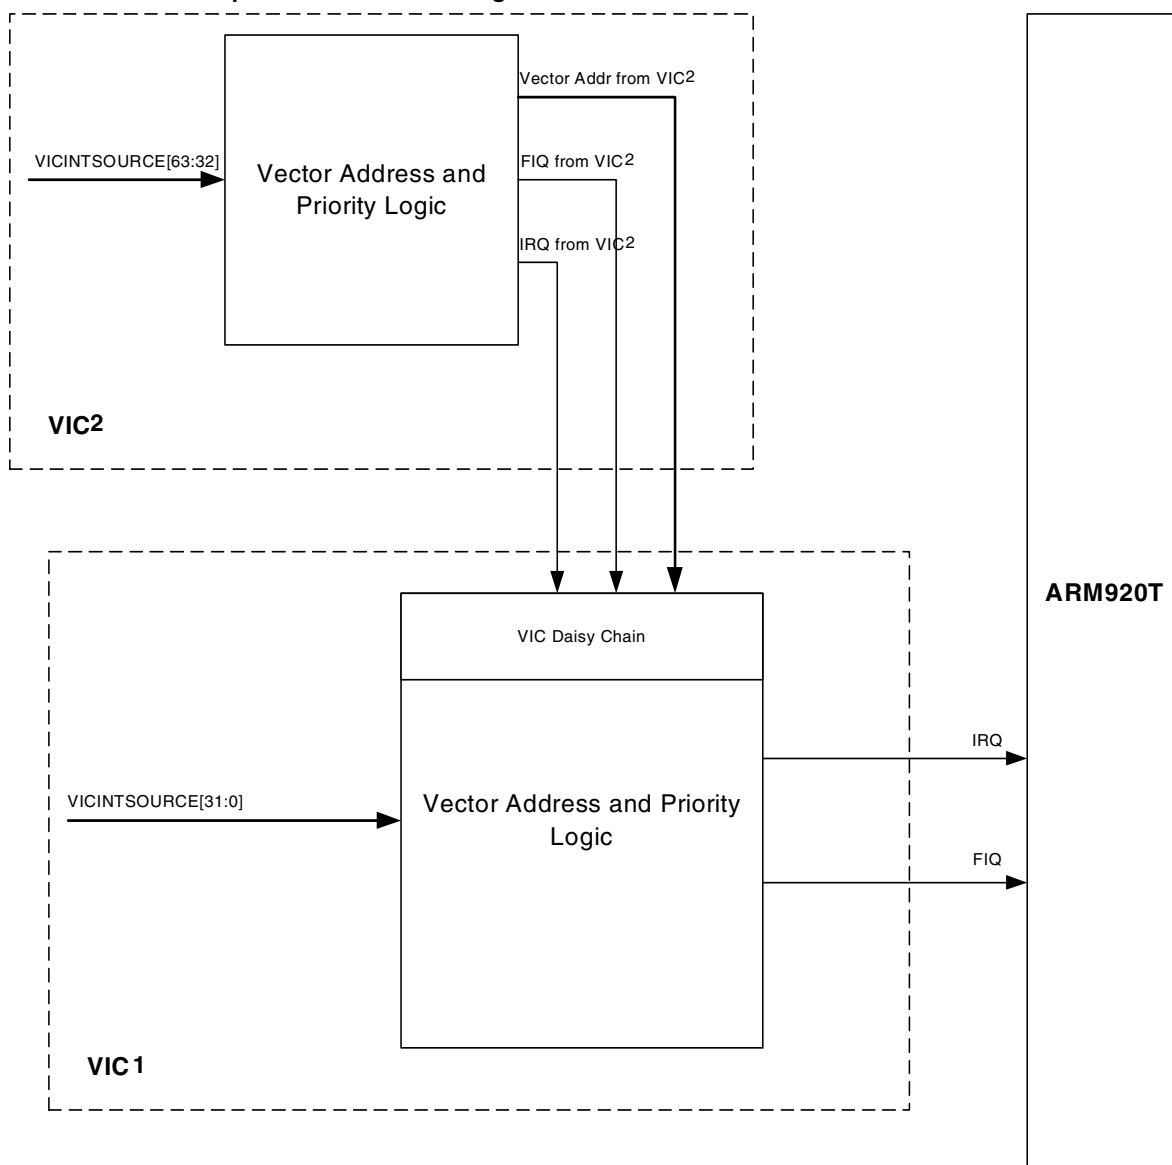 Vector Addr from VIC2
VICINTSOURCE[63:32]
FIQ from VIC2
Vector Address and
Priority Logic
IRQ from VIC2
VIC2
ARM920T
VIC Daisy Chain
IRQ
VICINTSOURCE[31:0]
Vector Address and Priority
Logic
FIQ
VIC1